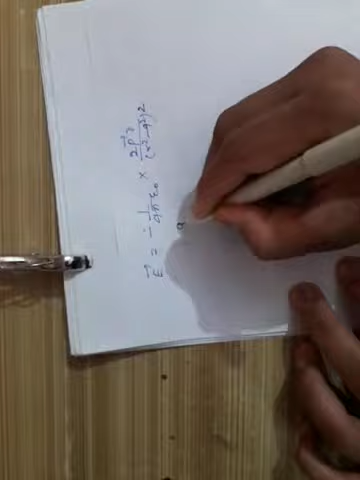 E⃗ = - 1/4πε₀ × 2p⃗r/(r²-a²)²
a